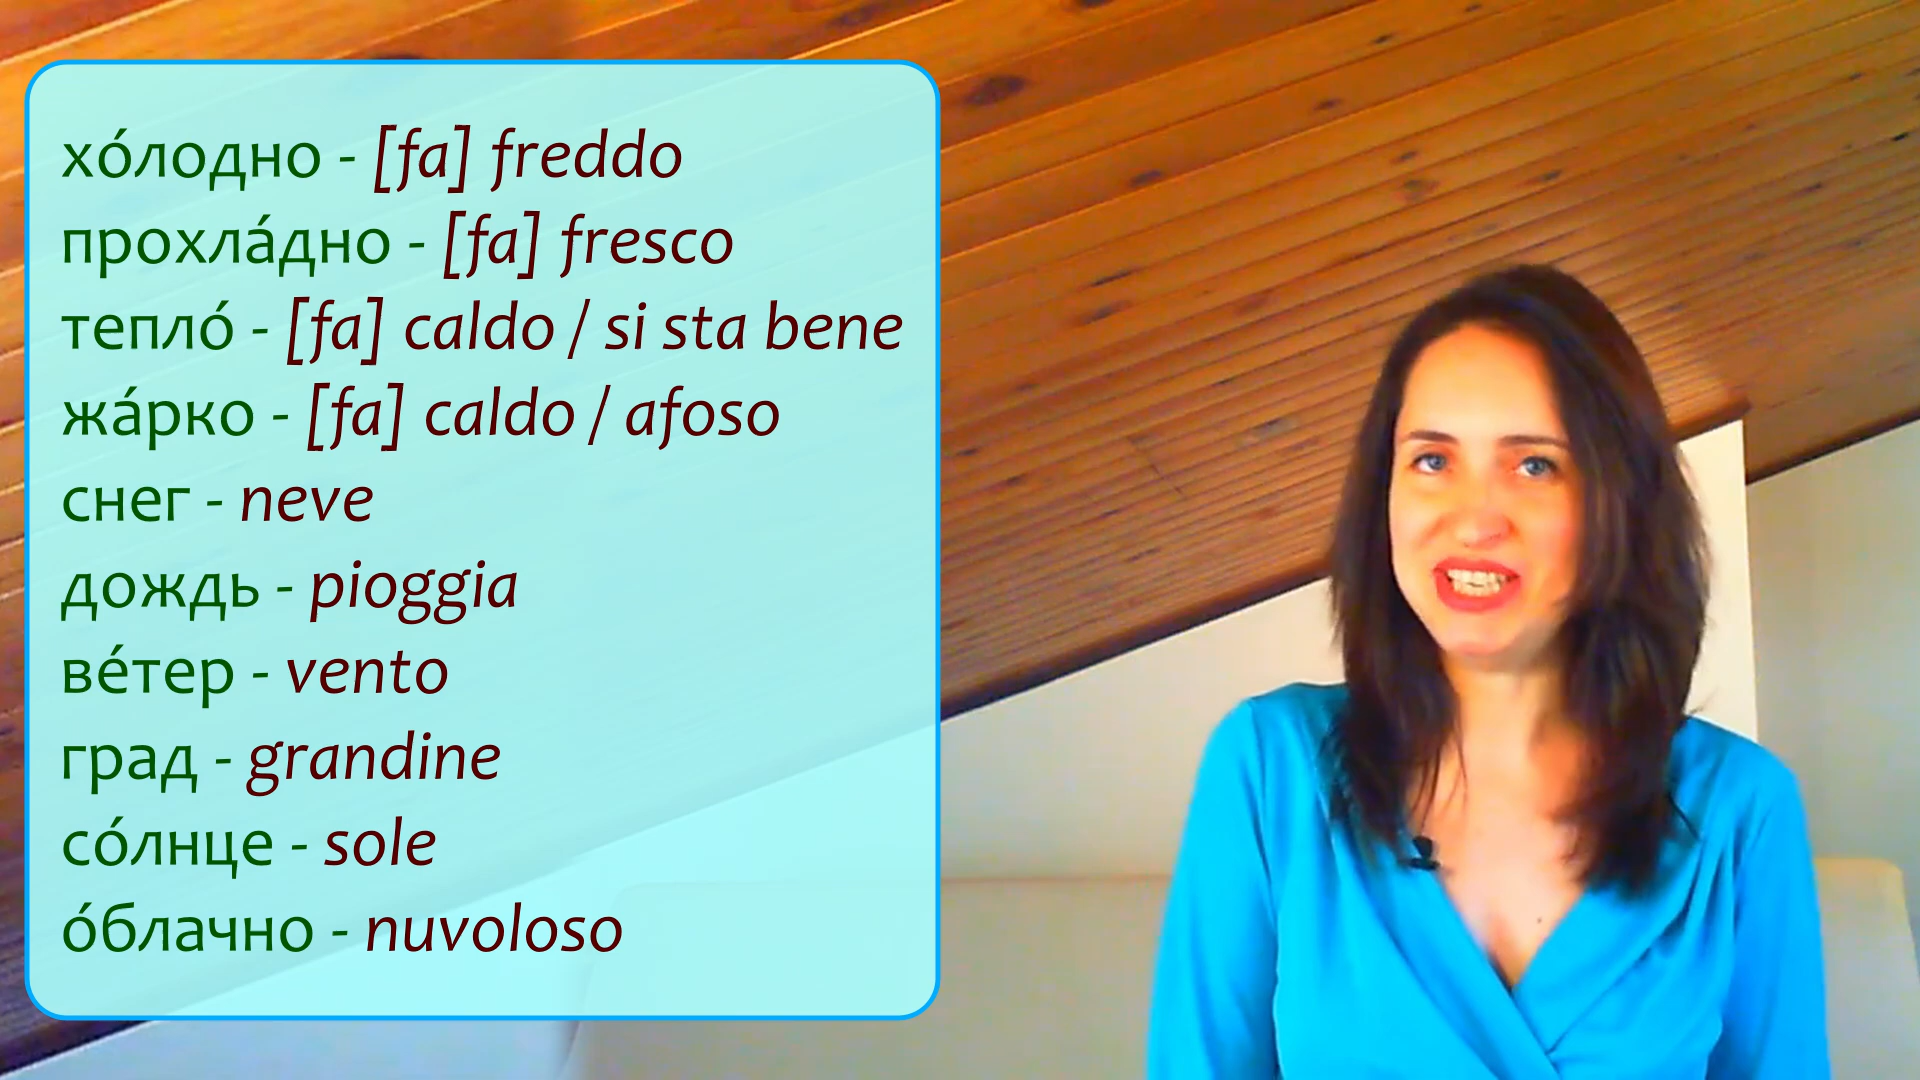 хо́лодно - [fa] freddo
прохла́дно - [fa] fresco
тепло́ - [fa] caldo / si sta bene
жа́рко - [fa] caldo / afoso
снег - neve
дождь - pioggia
ве́тер - vento
град - grandine
со́лнце - sole
о́блачно - nuvoloso